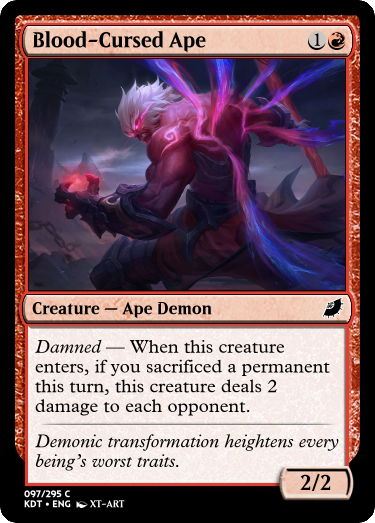 Blood-Cursed Ape 1
Creature — Ape Demon
Damned — When this creature
enters, if you sacrificed a permanent
this turn, this creature deals 2
damage to each opponent.
Demonic transformation heightens every
being's worst traits.
2/2
097/295 C
KDT • ENG XT-ART